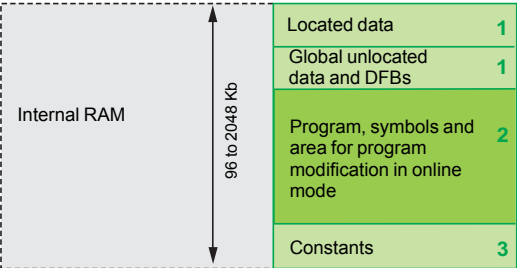 Located data 1
Global unlocated
data and DFBs 1
Internal RAM
96 to 2048 Kb
Program, symbols and 2
area for program
modification in online
mode
Constants 3